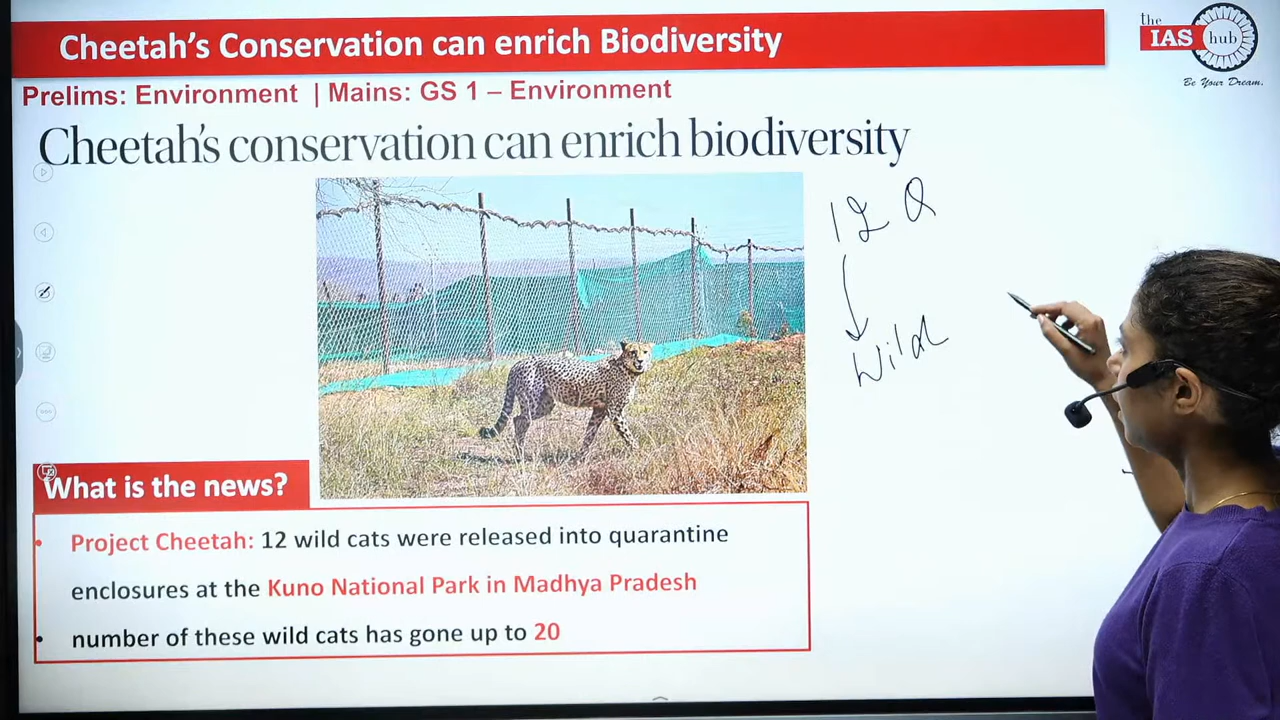 Cheetah's Conservation can enrich Biodiversity
the
IAS hub
Be Your Dream.
Prelims: Environment | Mains: GS 1 – Environment
Cheetah's conservation can enrich biodiversity
12 Q
Wild
What is the news?
• Project Cheetah: 12 wild cats were released into quarantine
enclosures at the Kuno National Park in Madhya Pradesh
• number of these wild cats has gone up to 20